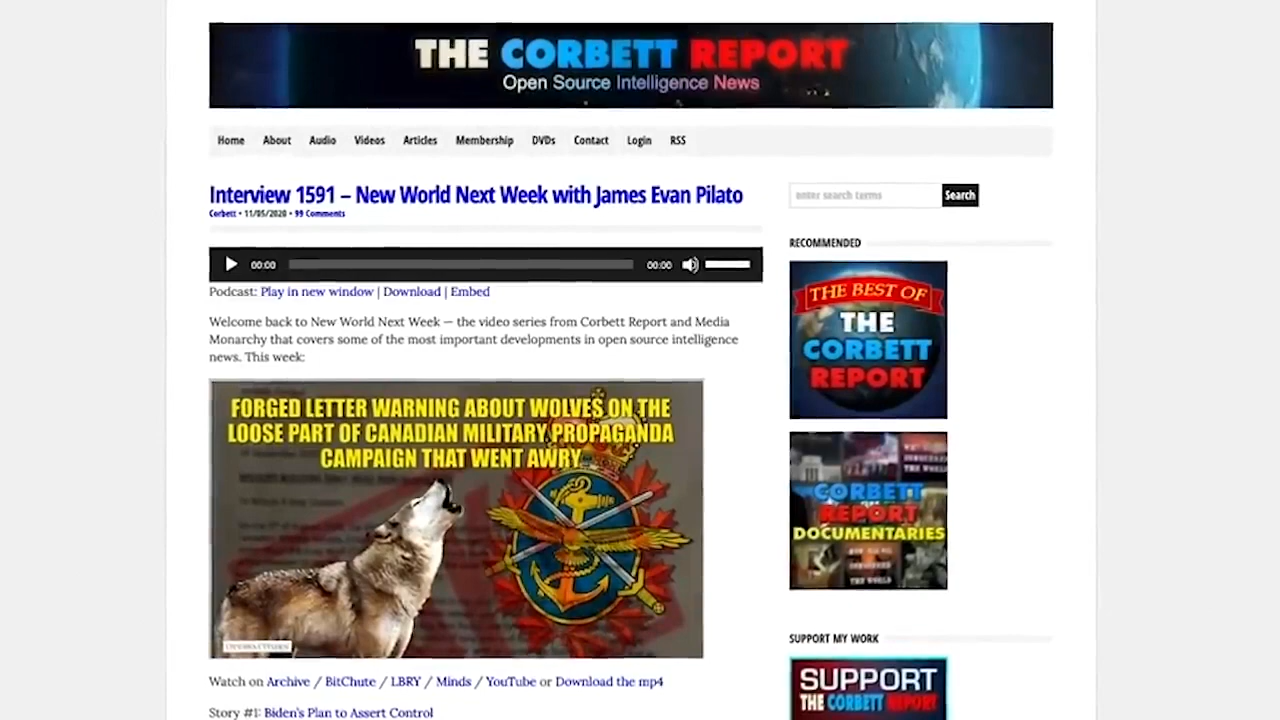 THE CORBETT REPORT
Open Source Intelligence News
Home About Audio Videos Articles Membership DVDs Contact Login RSS
Interview 1591 – New World Next Week with James Evan Pilato
Corbett • 11/05/2020 • 99 Comments
enter search terms
Search
00:00
00:00
Podcast: Play in new window | Download | Embed
Welcome back to New World Next Week — the video series from Corbett Report and Media
Monarchy that covers some of the most important developments in open source intelligence
news. This week:
FORGED LETTER WARNING ABOUT WOLVES ON THE
LOOSE PART OF CANADIAN MILITARY PROPAGANDA
CAMPAIGN THAT WENT AWRY
Watch on Archive / BitChute / LBRY / Minds / YouTube or Download the mp4
Story #1: Biden's Plan to Assert Control
RECOMMENDED
THE BEST OF
THE
CORBETT
REPORT
CORBETT
REPORT
DOCUMENTARIES
SUPPORT MY WORK
SUPPORT
THE CORBETT REPORT